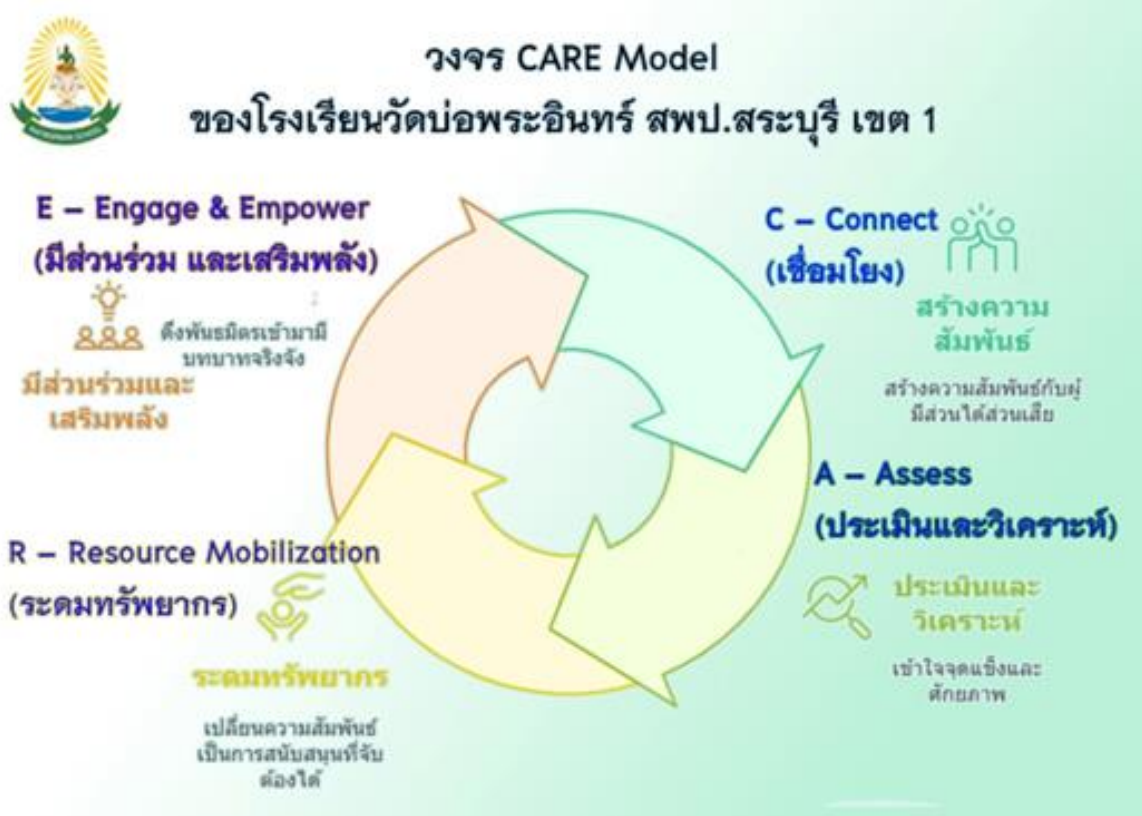 วงจร CARE Model
ของโรงเรียนวัดบ่อพระอินทร์ สพป.สระบุรี เขต 1
C – Connect
(เชื่อมโยง)
สร้างความ
สัมพันธ์
สร้างความสัมพันธ์กับผู้
มีส่วนได้ส่วนเสีย
A – Assess
(ประเมินและวิเคราะห์)
ประเมินและ
วิเคราะห์
เข้าใจจุดแข็งและ
ศักยภาพ
R – Resource Mobilization
(ระดมทรัพยากร)
ระดมทรัพยากร
เปลี่ยนความสัมพันธ์
เป็นการสนับสนุนที่จับ
ต้องได้
E – Engage & Empower
(มีส่วนร่วม และเสริมพลัง)
ดึงพันธมิตรเข้ามามี
บทบาทจริงจัง
มีส่วนร่วมและ
เสริมพลัง